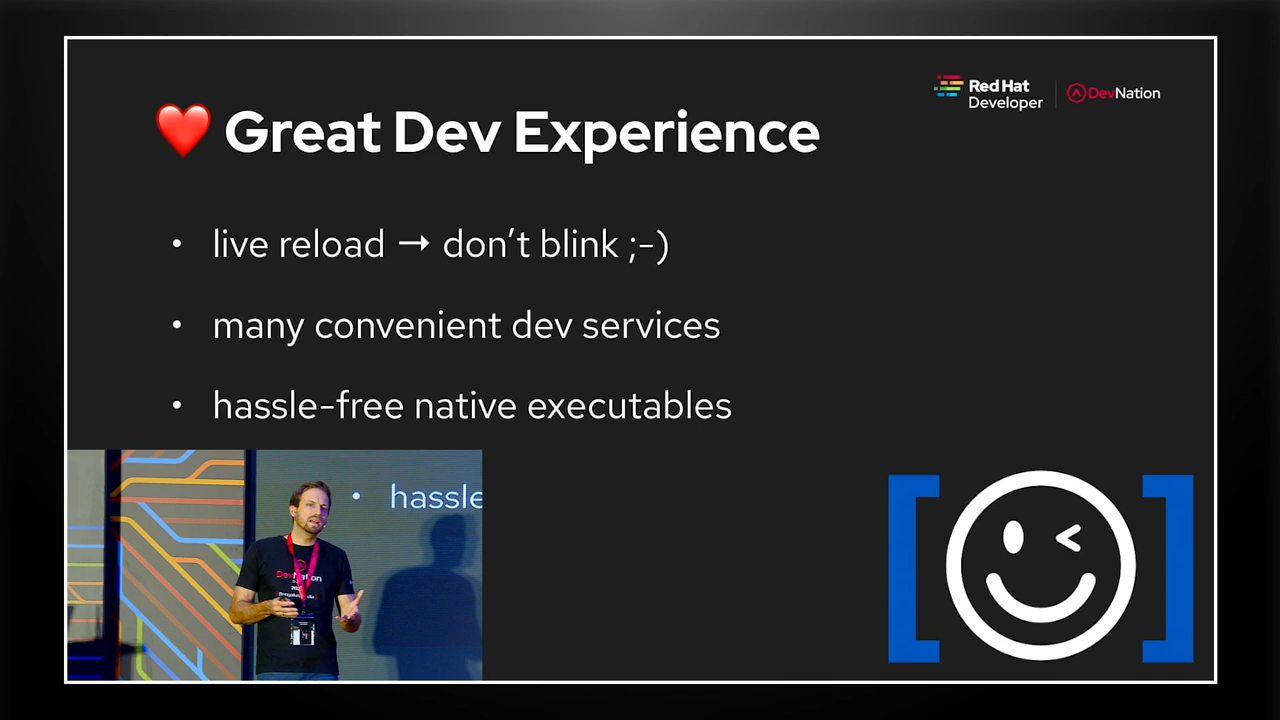 Red Hat
Developer
DevNation
❤️ Great Dev Experience
• live reload → don’t blink ;-)
• many convenient dev services
• hassle-free native executables
• hassle
DevNation